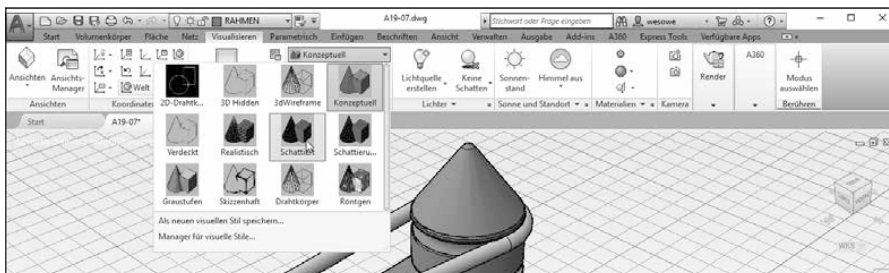 RAHMEN A19-07.dwg Stichwort oder Frage eingeben wesowe
Start Volumenkörper Fläche Netz Visualisieren Parametrisch Einfügen Beschriften Ansicht Verwalten Ausgabe Add-ins A360 Express Tools Verfügbare Apps
Konzeptuell
Ansichten Ansichts-Manager Welt
Lichtquelle erstellen Keine Schatten Sonnenstand Himmel aus Render A360 Modus auswählen
Ansichten Koordinaten Lichter Sonne und Standort Materialien Kamera Berühren
Start A19-07*
2D-Drahtk... 3D Hidden 3dWireframe Konzeptuell
Verdeckt Realistisch Schattiert Schattieru...
Graustufen Skizzenhaft Drahtkörper Röntgen
Als neuen visuellen Stil speichern...
Manager für visuelle Stile...
WKS